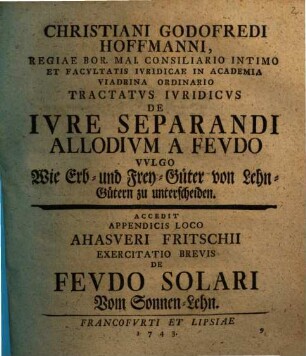 CHRISTIANI GODOFREDI
HOFFMANNI,
REGIAE BOR. MAI. CONSILIARIO INTIMO
ET FACVLTATIS IVRIDICAE IN ACADEMIA
VIADRINA ORDINARIO
TRACTATVS IVRIDICVS
DE
IVRE SEPARANDI
ALLODIVM A FEVDO
VVLGO
Wie Erb- und Frey-Güter von Lehn-
Gütern zu unterscheiden.
ACCEDIT
APPENDICIS LOCO
AHASVERI FRITSCHII
EXERCITATIO BREVIS
DE
FEVDO SOLARI
Vom Sonnen-Lehn.
FRANCOFVRTI ET LIPSIAE
1743.